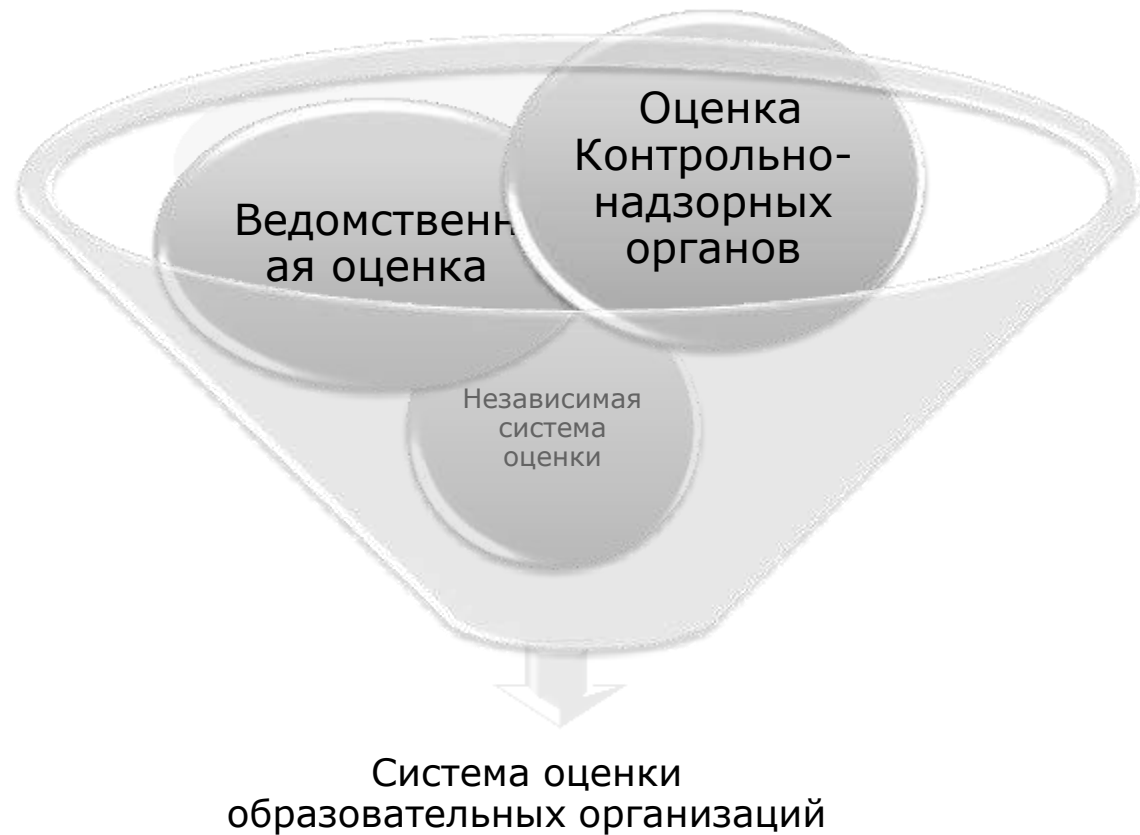 Оценка
Контрольно-
надзорных
органов
Ведомственн
ая оценка
Независимая
система
оценки
Система оценки
образовательных организаций